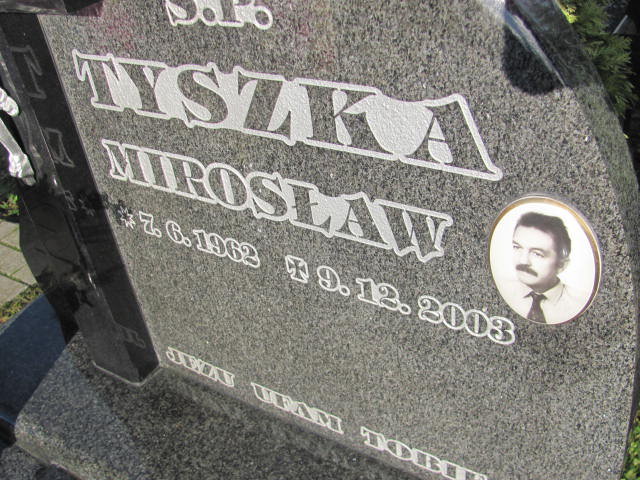 Ś.P.
TYSZKA
MIROSŁAW
* 7. 6. 1962 ✝ 9. 12. 2003
JEZU UFAM TOBIE